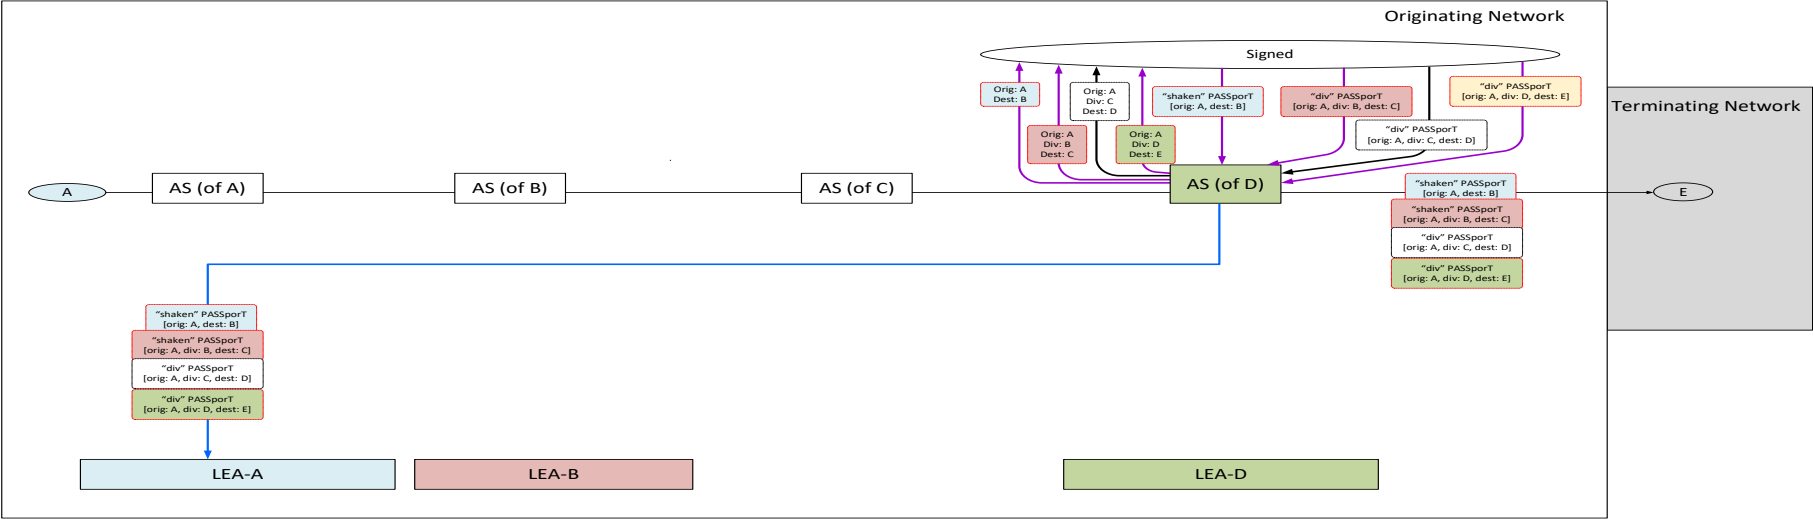 Originating Network
Signed
Orig: A
Dest: B
Orig: A
Div: B
Dest: C
Orig: A
Div: C
Dest: D
Orig: A
Div: D
Dest: E
“shaken” PASSporT
[orig: A, dest: B]
“div” PASSporT
[orig: A, div: B, dest: C]
“div” PASSporT
[orig: A, div: C, dest: D]
“div” PASSporT
[orig: A, div: D, dest: E]
Terminating Network
A
AS (of A)
AS (of B)
AS (of C)
AS (of D)
E
“shaken” PASSporT
[orig: A, dest: B]
“shaken” PASSporT
[orig: A, div: B, dest: C]
“div” PASSporT
[orig: A, div: C, dest: D]
“div” PASSporT
[orig: A, div: D, dest: E]
“shaken” PASSporT
[orig: A, dest: B]
“shaken” PASSporT
[orig: A, div: B, dest: C]
“div” PASSporT
[orig: A, div: C, dest: D]
“div” PASSporT
[orig: A, div: D, dest: E]
LEA-A
LEA-B
LEA-D